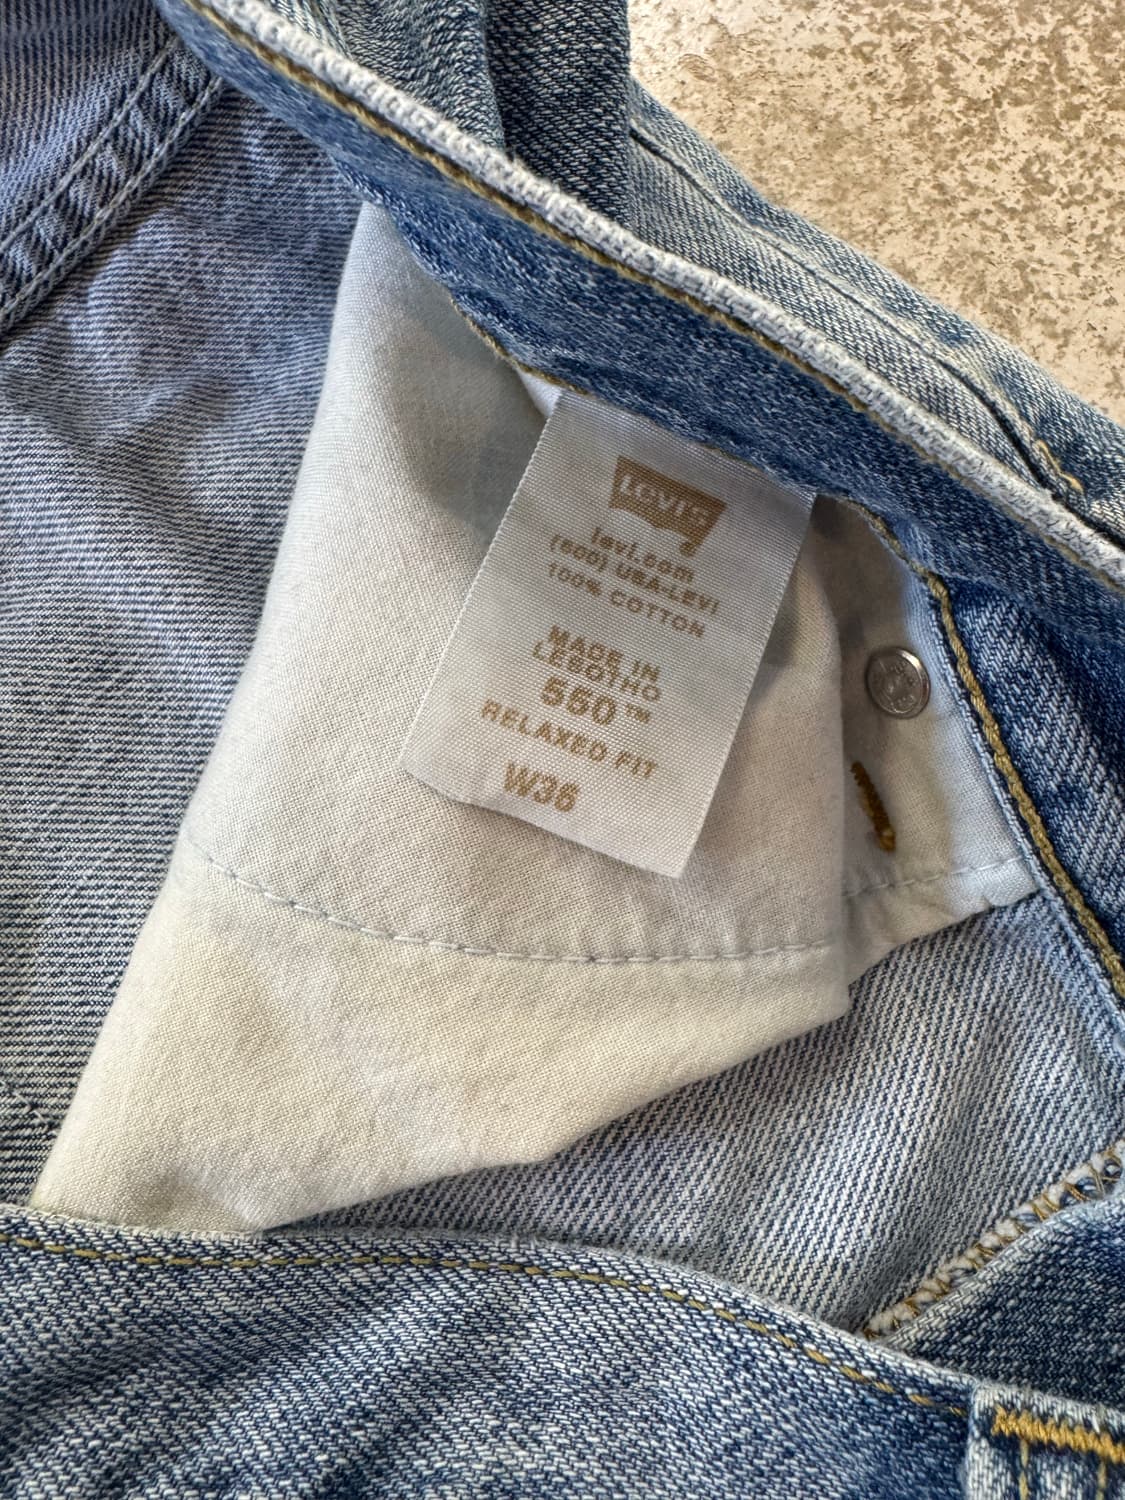 LEVI'S
levi.com
(800) USA-LEVI
100% COTTON
MADE IN
LESOTHO
550™
RELAXED FIT
W36